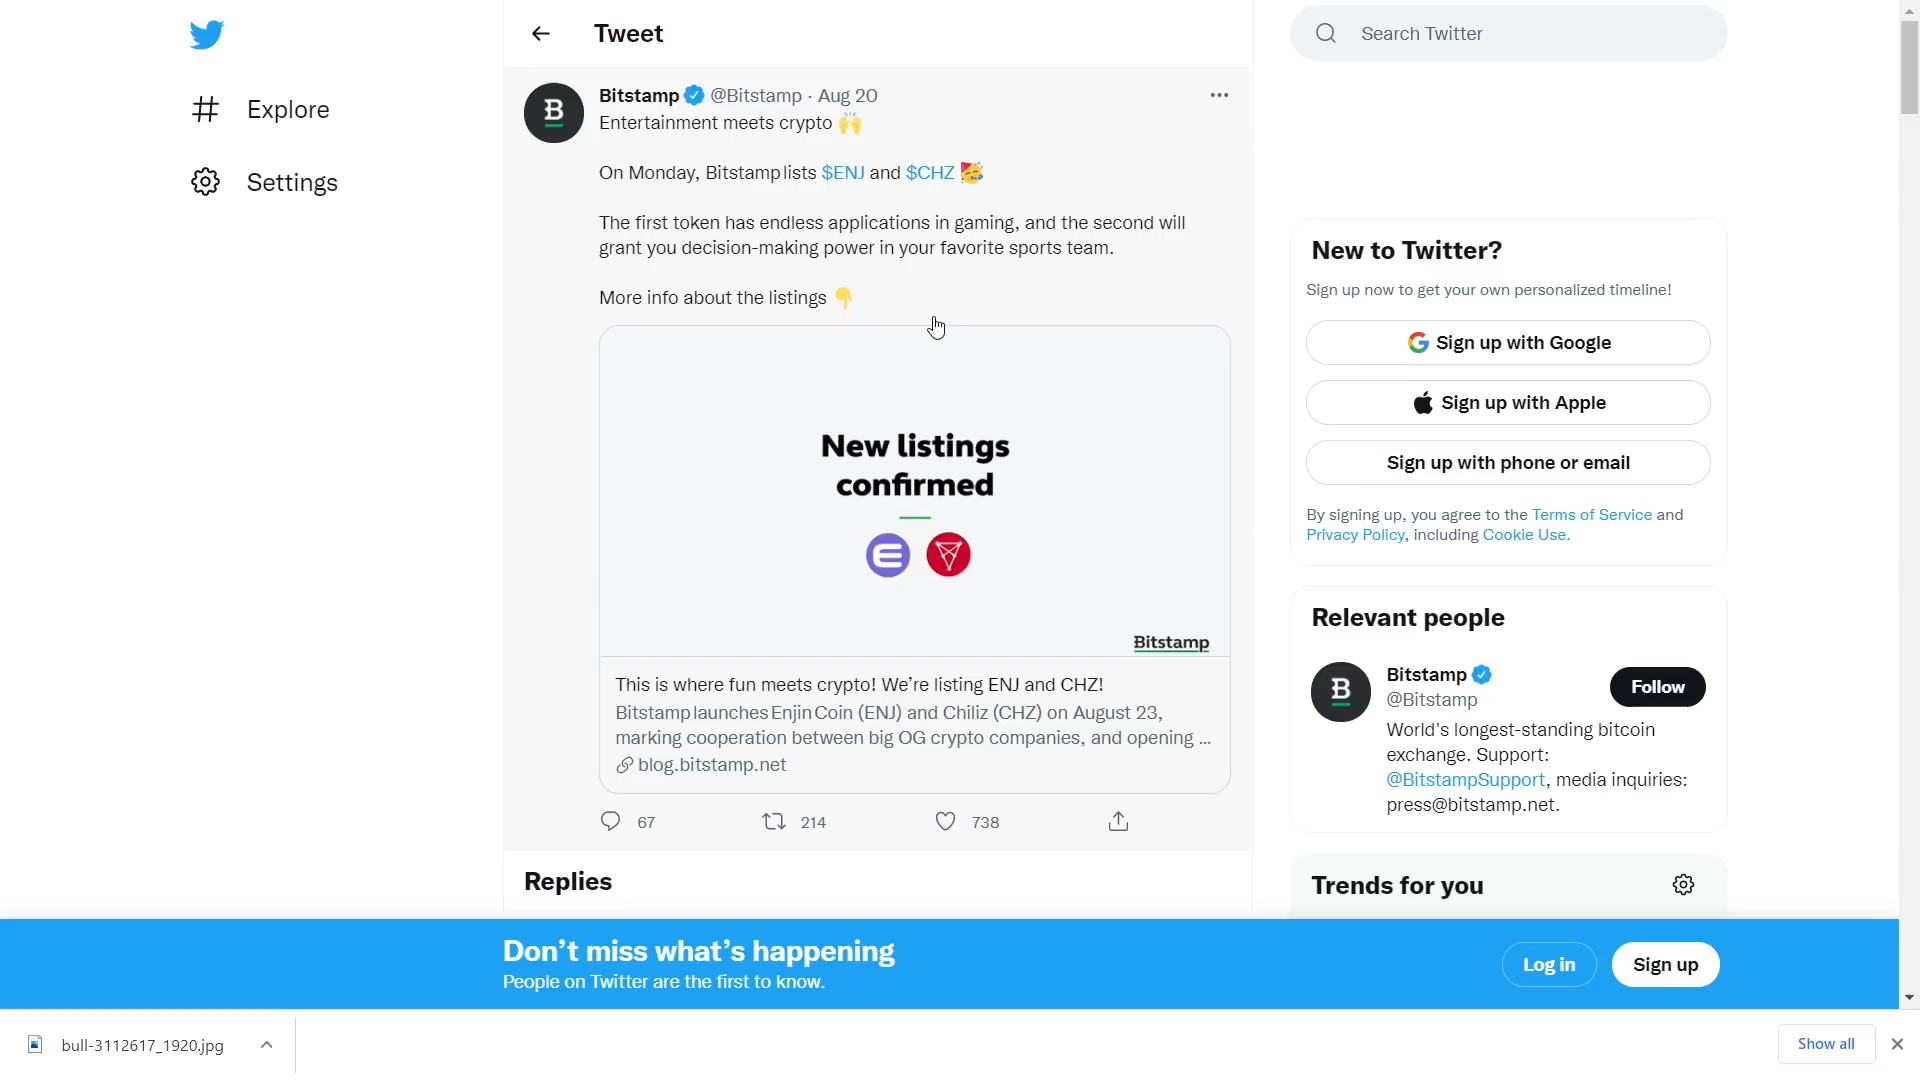 Tweet
Search Twitter
Explore
Settings
B
Bitstamp @Bitstamp · Aug 20
Entertainment meets crypto 🙌
On Monday, Bitstamp lists $ENJ and $CHZ 🥳
The first token has endless applications in gaming, and the second will
grant you decision-making power in your favorite sports team.
More info about the listings 👇
New listings
confirmed
Bitstamp
This is where fun meets crypto! We’re listing ENJ and CHZ!
Bitstamp launches Enjin Coin (ENJ) and Chiliz (CHZ) on August 23,
marking cooperation between big OG crypto companies, and opening ...
blog.bitstamp.net
67 214 738
Replies
New to Twitter?
Sign up now to get your own personalized timeline!
Sign up with Google
Sign up with Apple
Sign up with phone or email
By signing up, you agree to the Terms of Service and
Privacy Policy, including Cookie Use.
Relevant people
B
Bitstamp
@Bitstamp
Follow
World's longest-standing bitcoin
exchange. Support:
@BitstampSupport, media inquiries:
press@bitstamp.net.
Trends for you
Don’t miss what’s happening
People on Twitter are the first to know.
Log in
Sign up
bull-3112617_1920.jpg
Show all